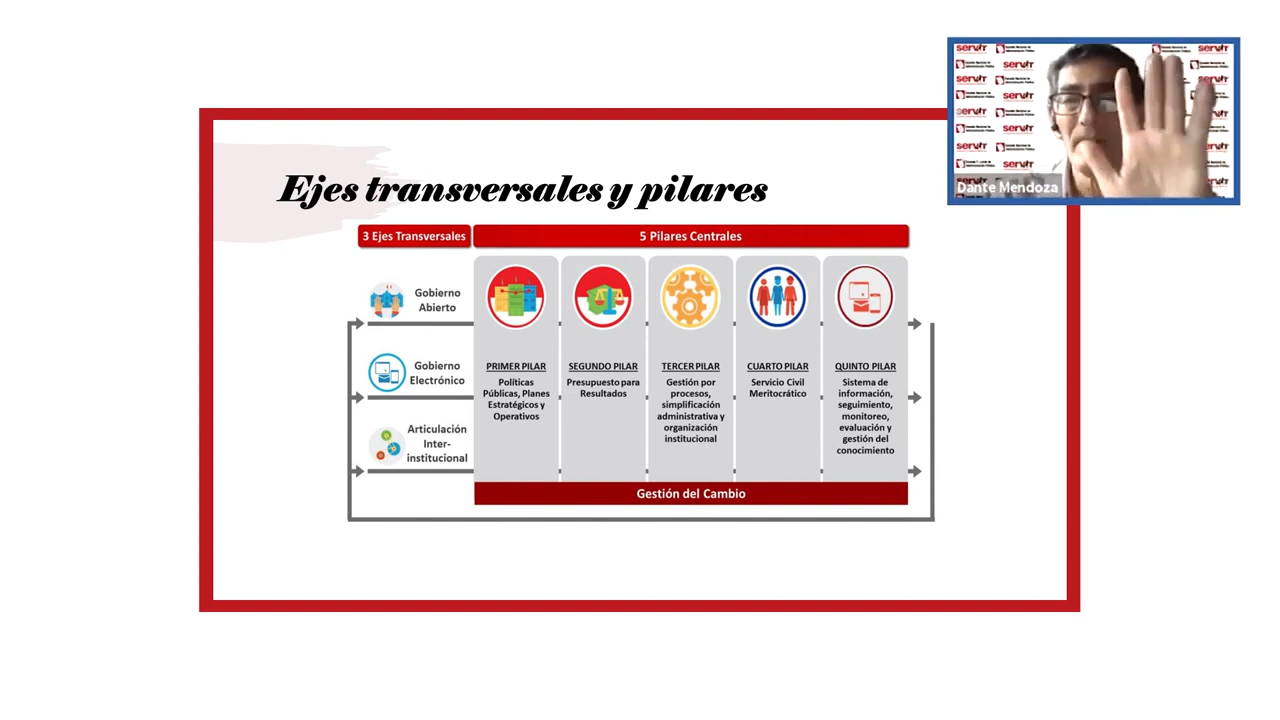 servir
Dante Mendoza
Ejes transversales y pilares
3 Ejes Transversales
5 Pilares Centrales
Gobierno
Abierto
Gobierno
Electrónico
Articulación
Inter-
institucional
PRIMER PILAR
Políticas
Públicas, Planes
Estratégicos y
Operativos
SEGUNDO PILAR
Presupuesto para
Resultados
TERCER PILAR
Gestión por
procesos,
simplificación
administrativa y
organización
institucional
CUARTO PILAR
Servicio Civil
Meritocrático
QUINTO PILAR
Sistema de
información,
seguimiento,
monitoreo,
evaluación y
gestión del
conocimiento
Gestión del Cambio